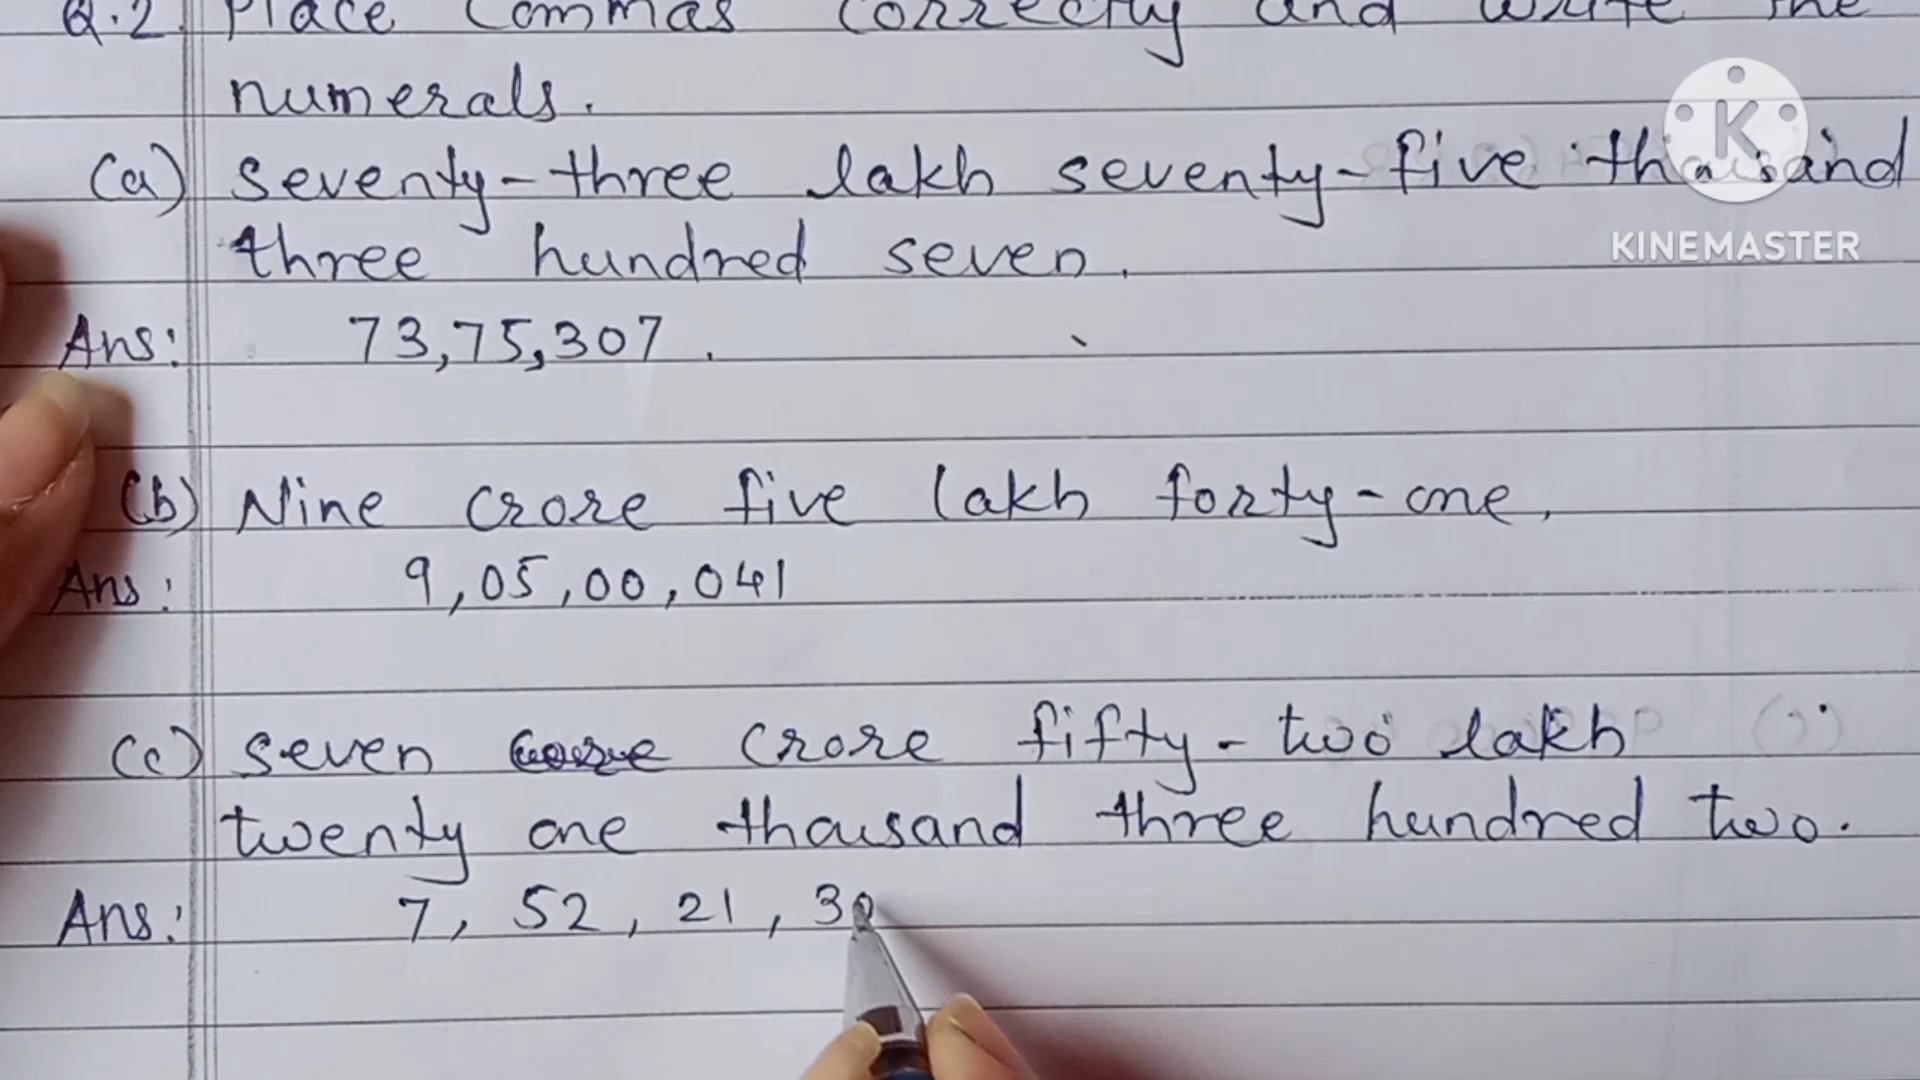 Q.2 Place commas correctly and write the
numerals.
(a) Seventy-three lakh seventy-five thousand
three hundred seven.
Ans: 73,75,307.
(b) Nine crore five lakh forty-one.
Ans: 9,05,00,041
(c) Seven crore fifty-two lakh
twenty one thousand three hundred two.
Ans: 7, 52, 21, 30
K
KINEMASTER